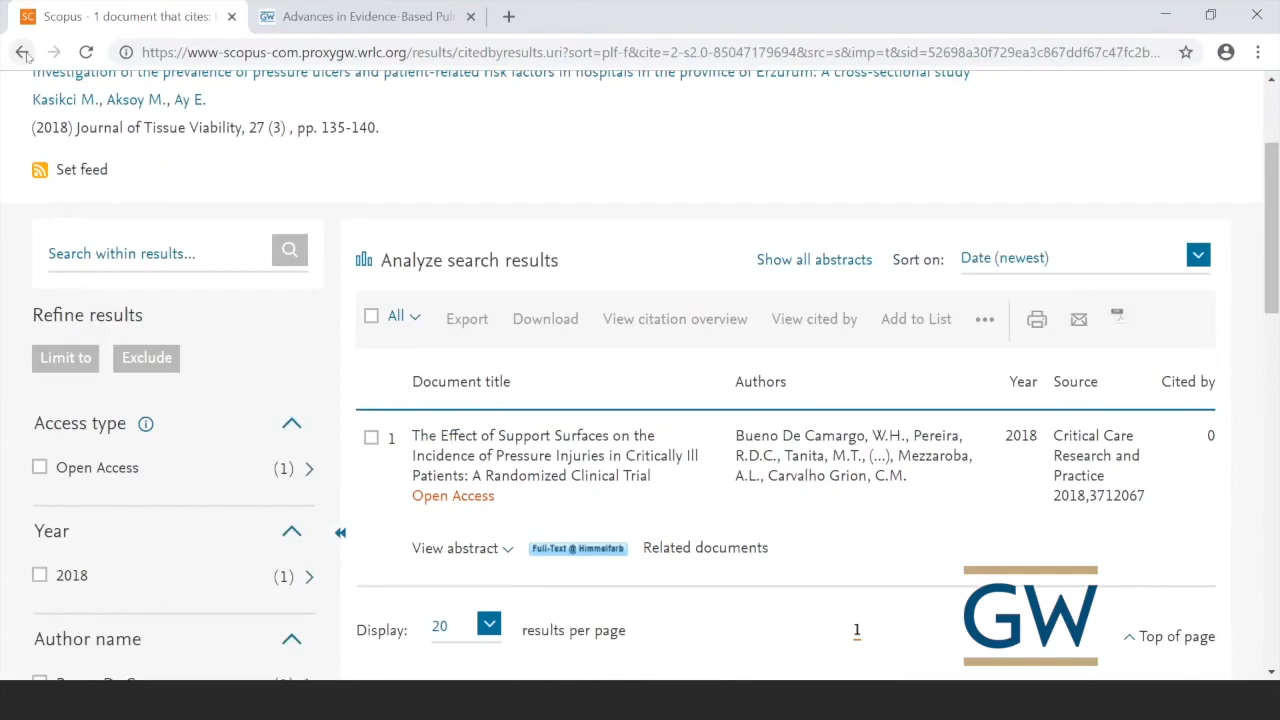 Scopus - 1 document that cites:
Advances in Evidence-Based Pul
https://www-scopus-com.proxygw.wrlc.org/results/citedbyresults.uri?sort=plf-f&cite=2-s2.0-85047179694&src=s&imp=t&sid=52698a30f729ea3c867ddf67c47fc2b...
Investigation of the prevalence of pressure ulcers and patient-related risk factors in hospitals in the province of Erzurum: A cross-sectional study
Kasikci M., Aksoy M., Ay E.
(2018) Journal of Tissue Viability, 27 (3) , pp. 135-140.
Set feed
Search within results...
Refine results
Limit to Exclude
Access type
Open Access (1)
Year
2018 (1)
Author name
Analyze search results
Show all abstracts Sort on: Date (newest)
All Export Download View citation overview View cited by Add to List •••
Document title Authors Year Source Cited by
1 The Effect of Support Surfaces on the Bueno De Camargo, W.H., Pereira, 2018 Critical Care 0
Incidence of Pressure Injuries in Critically Ill R.D.C., Tanita, M.T., (...), Mezzaroba, Research and
Patients: A Randomized Clinical Trial A.L., Carvalho Grion, C.M. Practice
Open Access 2018,3712067
View abstract Full-Text @ Himmelfarb Related documents
Display: 20 results per page 1 Top of page
GW